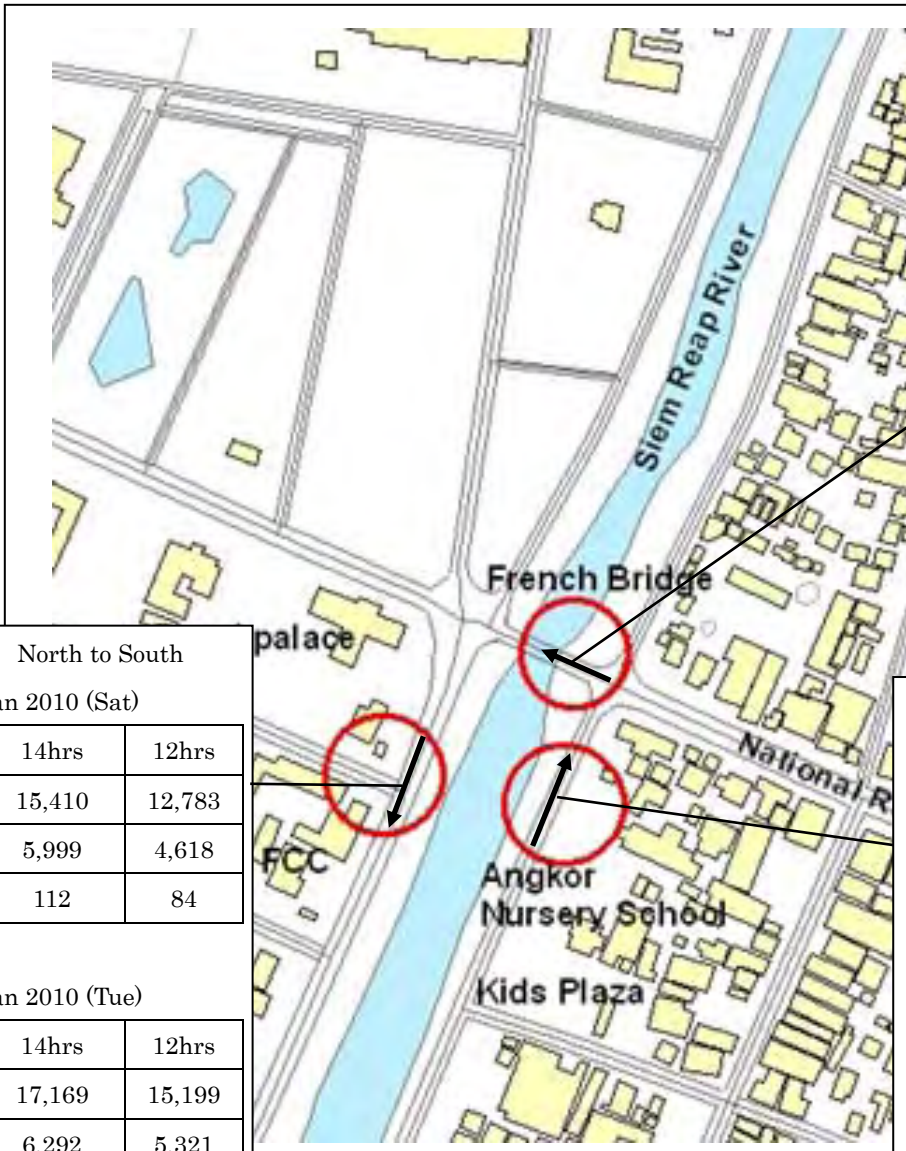 Siem Reap River
French Bridge
palace
National
FCC
Angkor
Nursery School
Kids Plaza
North to South
2010 (Sat)
14hrs 12hrs
15,410 12,783
5,999 4,618
112 84
2010 (Tue)
14hrs 12hrs
17,169 15,199
6,292 5,321